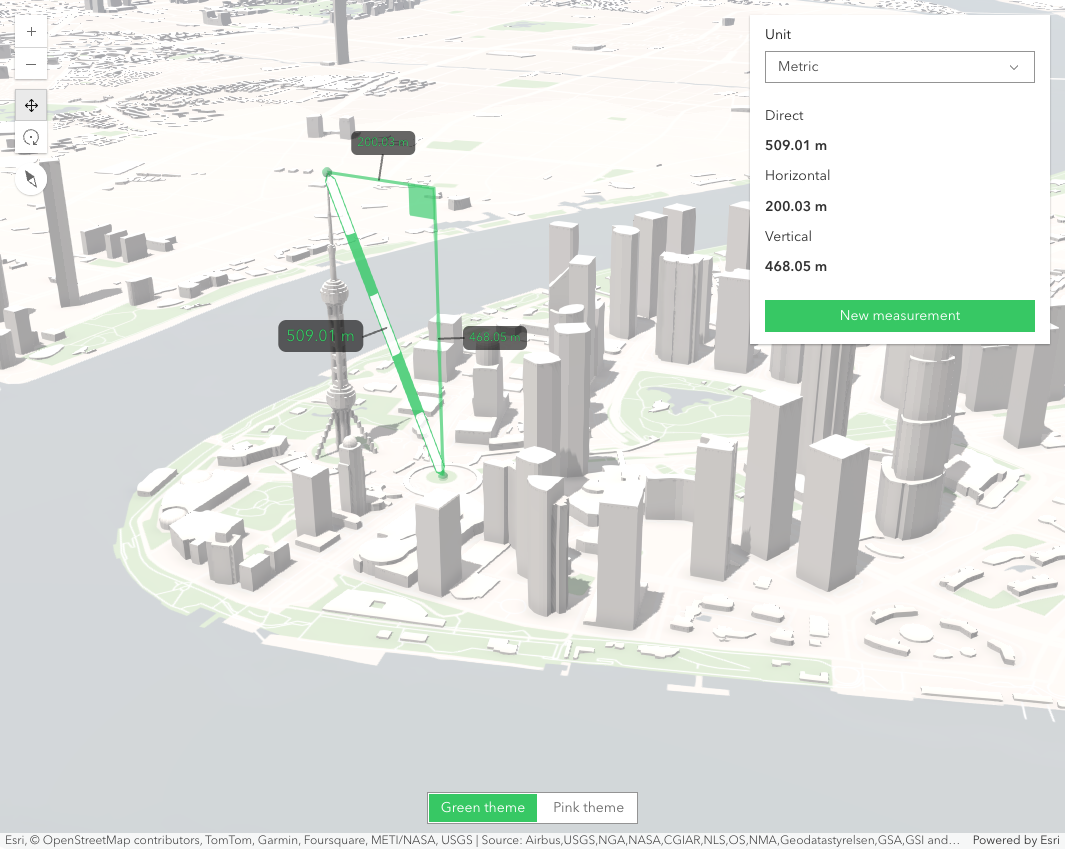 +
−
200.03 m
509.01 m
468.05 m
Unit
Metric
Direct
509.01 m
Horizontal
200.03 m
Vertical
468.05 m
New measurement
Green theme
Pink theme
Esri, © OpenStreetMap contributors, TomTom, Garmin, Foursquare, METI/NASA, USGS | Source: Airbus,USGS,NGA,NASA,CGIAR,NLS,OS,NMA,Geodatastyrelsen,GSA,GSI and... Powered by Esri